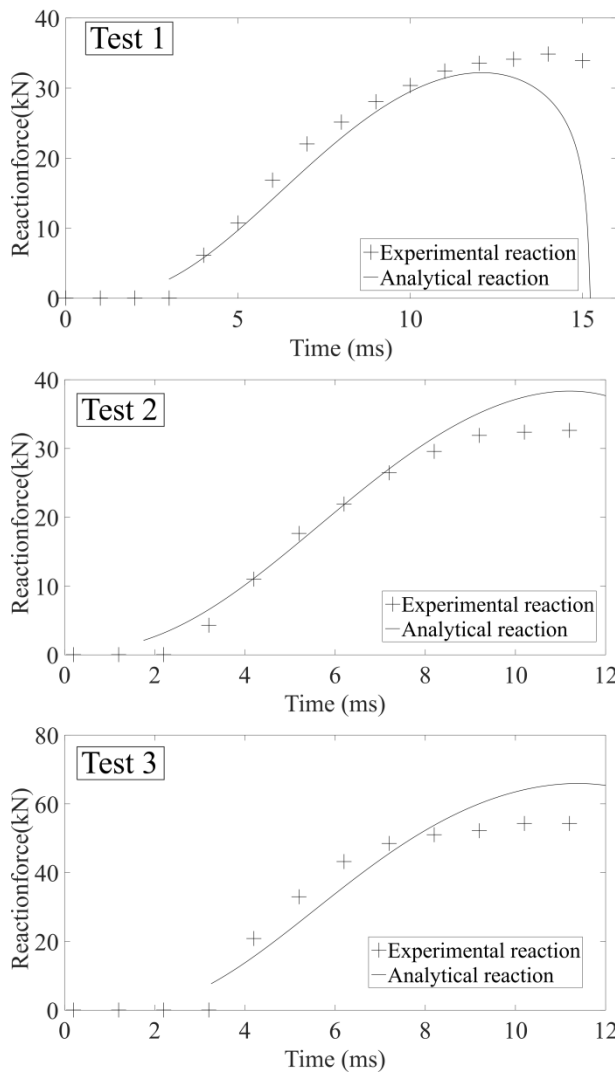 Test 1
Reactionforce(kN)
40
30
20
10
0
0 5 10 15
Time (ms)
Experimental reaction
Analytical reaction
Test 2
Reactionforce(kN)
40
30
20
10
0
0 2 4 6 8 10 12
Time (ms)
Experimental reaction
Analytical reaction
Test 3
Reactionforce(kN)
80
60
40
20
0
0 2 4 6 8 10 12
Time (ms)
Experimental reaction
Analytical reaction